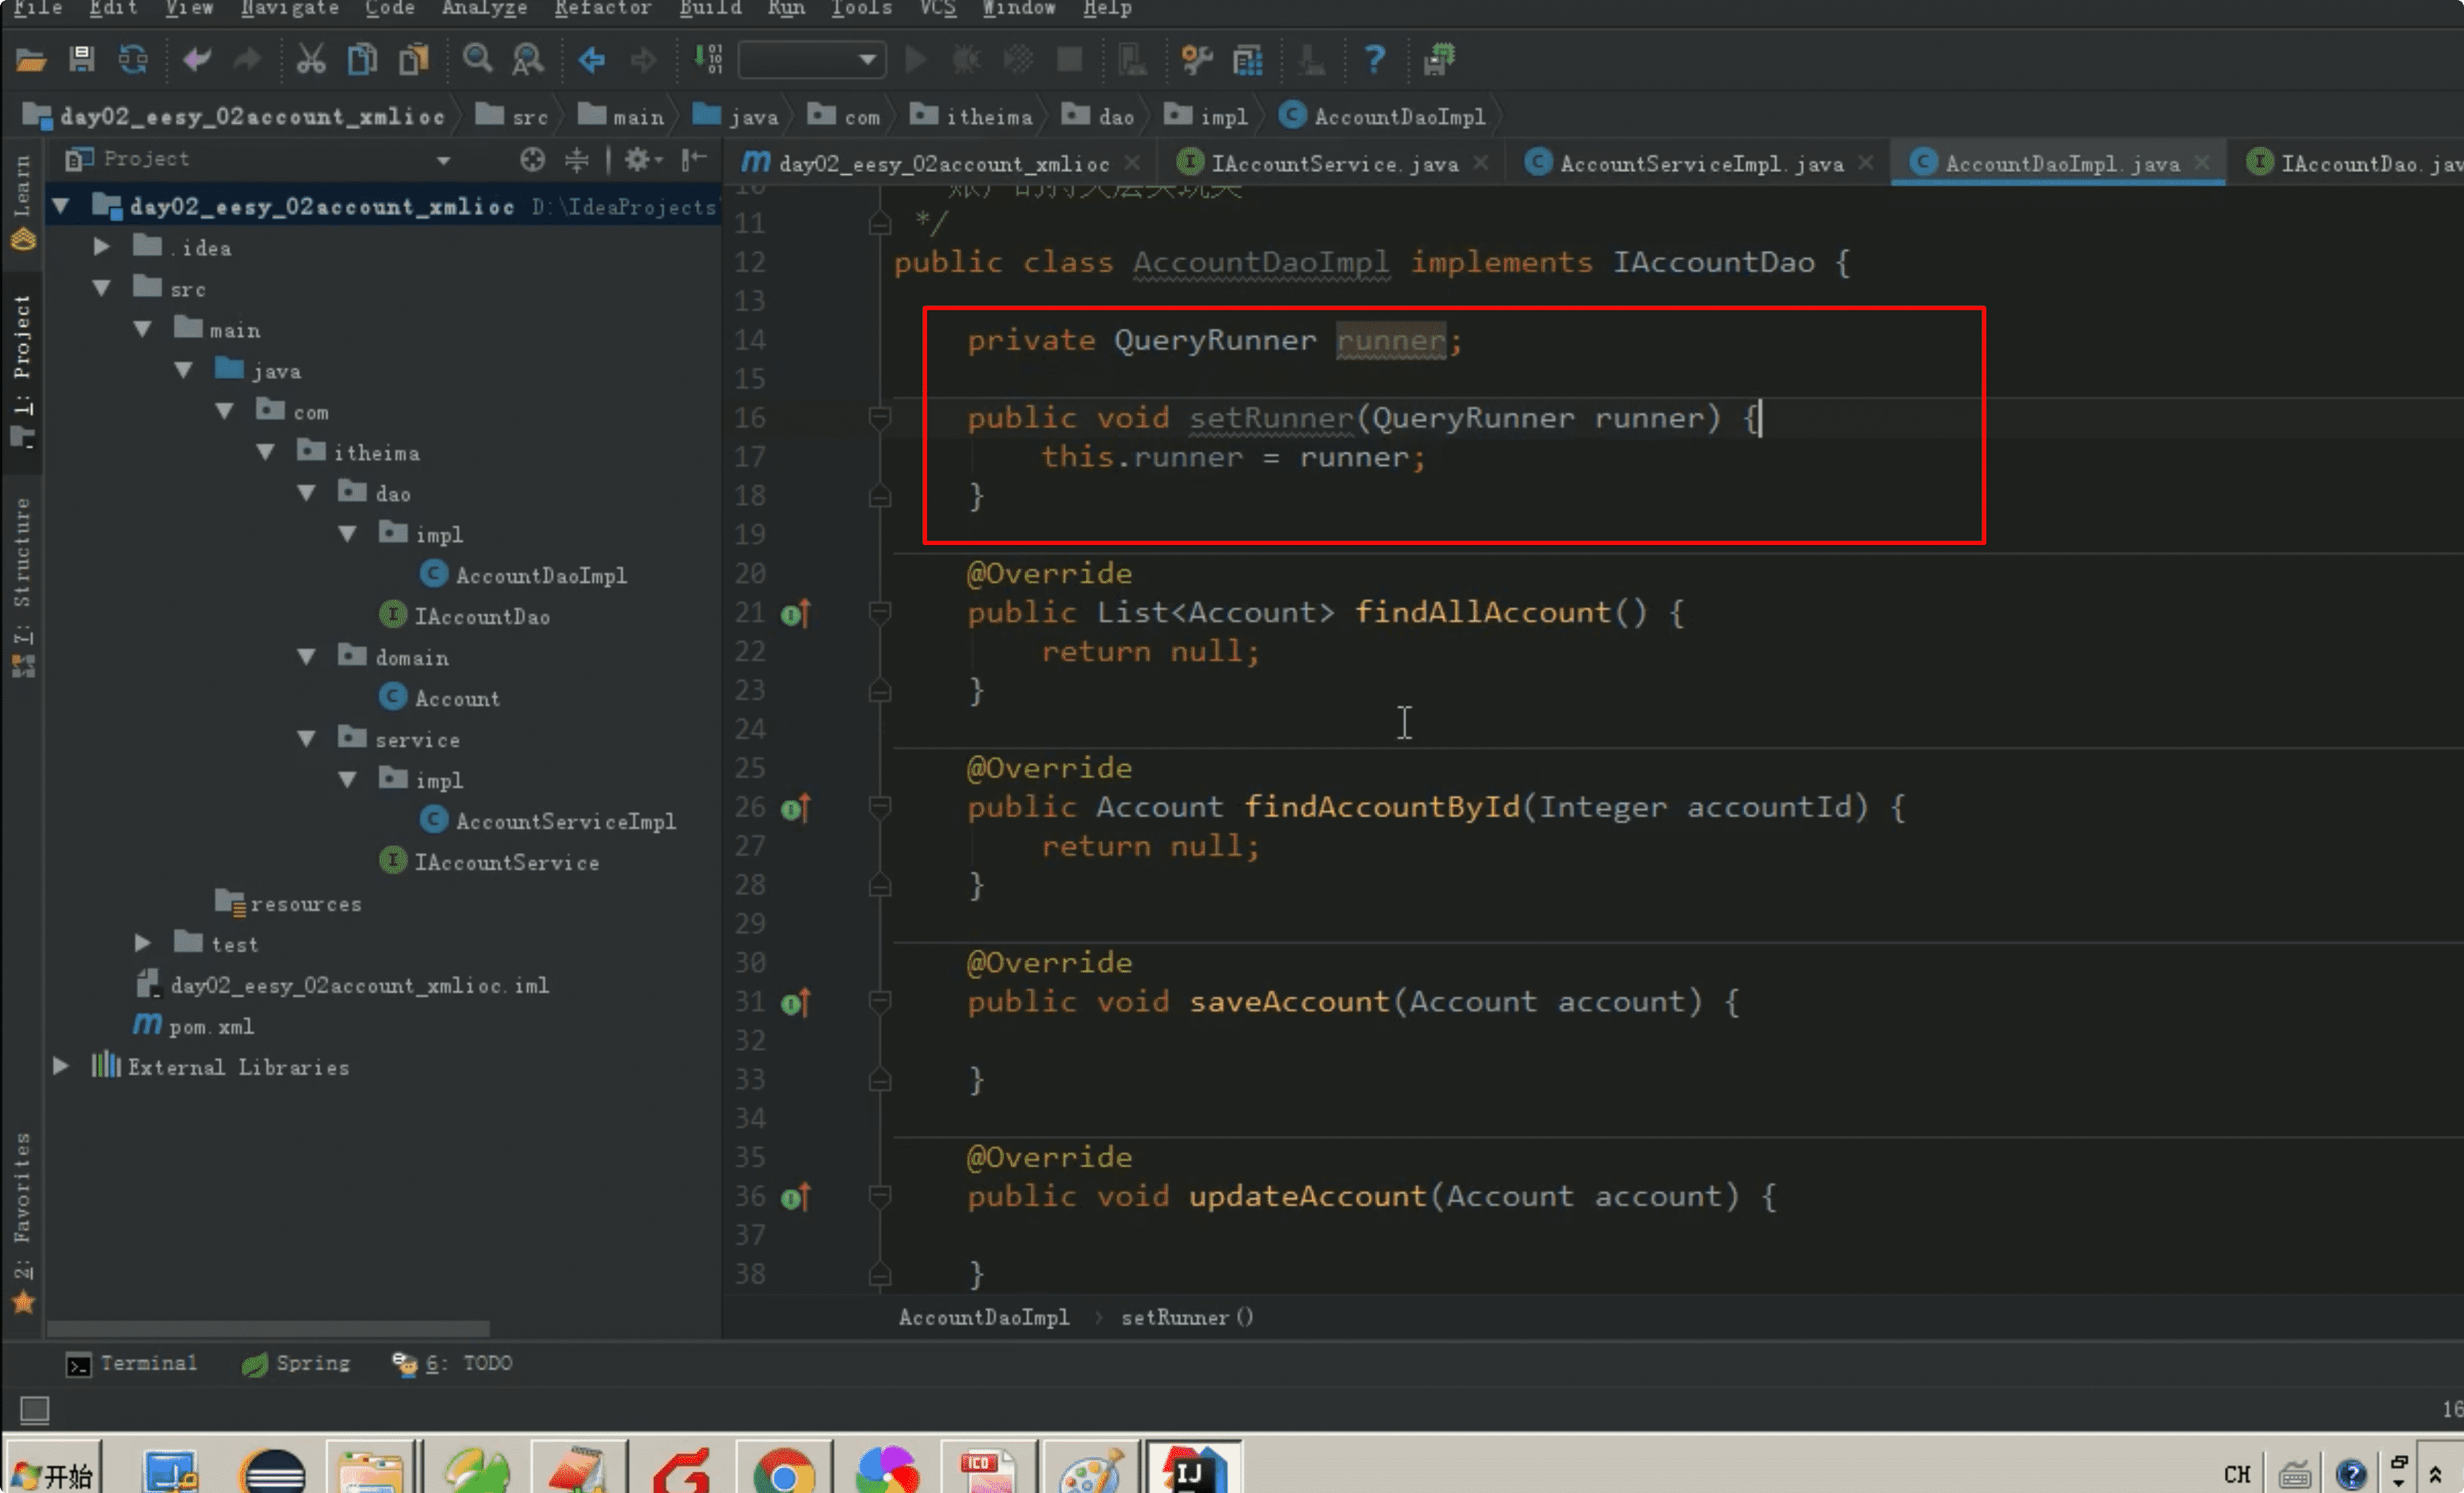 File Edit View Navigate Code Analyze Refactor Build Run Tools VCS Window Help
day02_eesy_02account_xmlioc src main java com itheima dao impl AccountDaoImpl
Project
day02_eesy_02account_xmlioc IAccountService.java AccountServiceImpl.java AccountDaoImpl.java IAccountDao.jav
Learn
1: Project
7: Structure
2: Favorites
day02_eesy_02account_xmlioc D:\IdeaProjects
.idea
src
main
java
com
itheima
dao
impl
AccountDaoImpl
IAccountDao
domain
Account
service
impl
AccountServiceImpl
IAccountService
resources
test
day02_eesy_02account_xmlioc.iml
pom.xml
External Libraries
11 */
12 public class AccountDaoImpl implements IAccountDao {
13
14 private QueryRunner runner;
15
16 public void setRunner(QueryRunner runner) {
17 this.runner = runner;
18 }
19
20 @Override
21 public List<Account> findAllAccount() {
22 return null;
23 }
24
25 @Override
26 public Account findAccountById(Integer accountId) {
27 return null;
28 }
29
30 @Override
31 public void saveAccount(Account account) {
32
33 }
34
35 @Override
36 public void updateAccount(Account account) {
37
38 }
AccountDaoImpl setRunner()
Terminal Spring 6: TODO
16
开始 ICO IJ CH